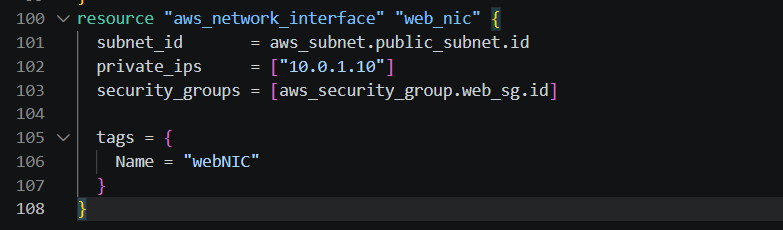 100 resource "aws_network_interface" "web_nic" {
101   subnet_id       = aws_subnet.public_subnet.id
102   private_ips     = ["10.0.1.10"]
103   security_groups = [aws_security_group.web_sg.id]
104
105   tags = {
106     Name = "webNIC"
107   }
108 }